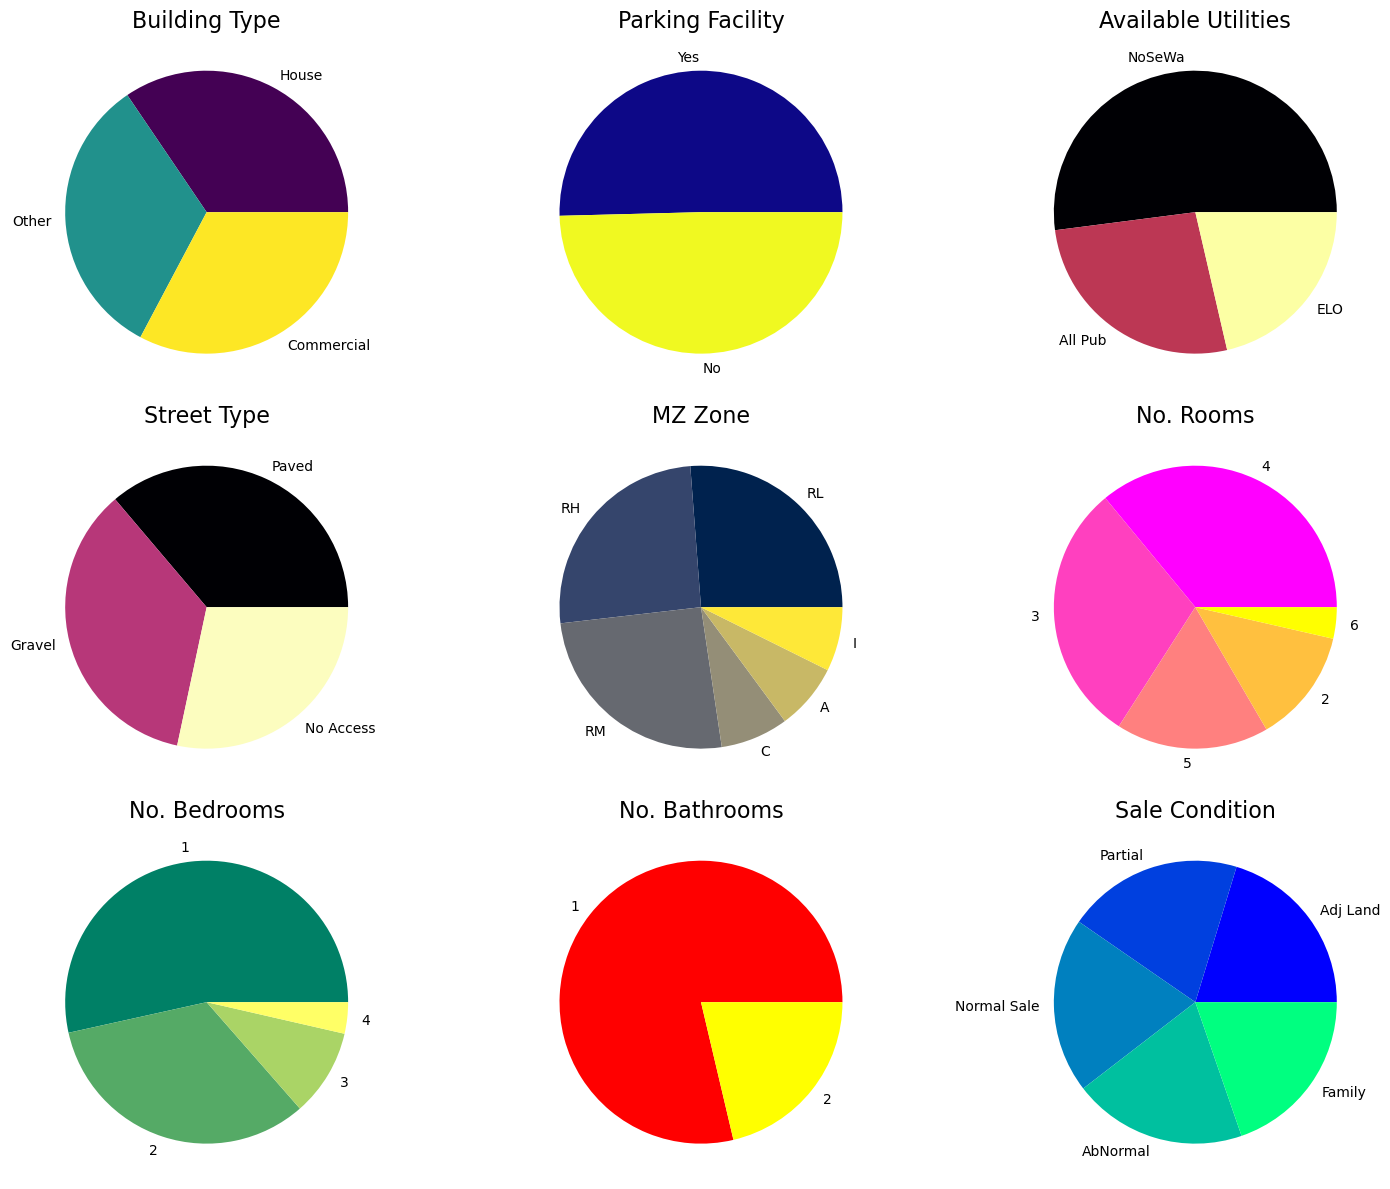 Building Type
House
Other
Commercial
Parking Facility
Yes
No
Available Utilities
NoSeWa
All Pub
ELO
Street Type
Paved
Gravel
No Access
MZ Zone
RL
RH
RM
C
A
I
No. Rooms
4
3
5
2
6
No. Bedrooms
1
2
3
4
No. Bathrooms
1
2
Sale Condition
Adj Land
Partial
Normal Sale
AbNormal
Family